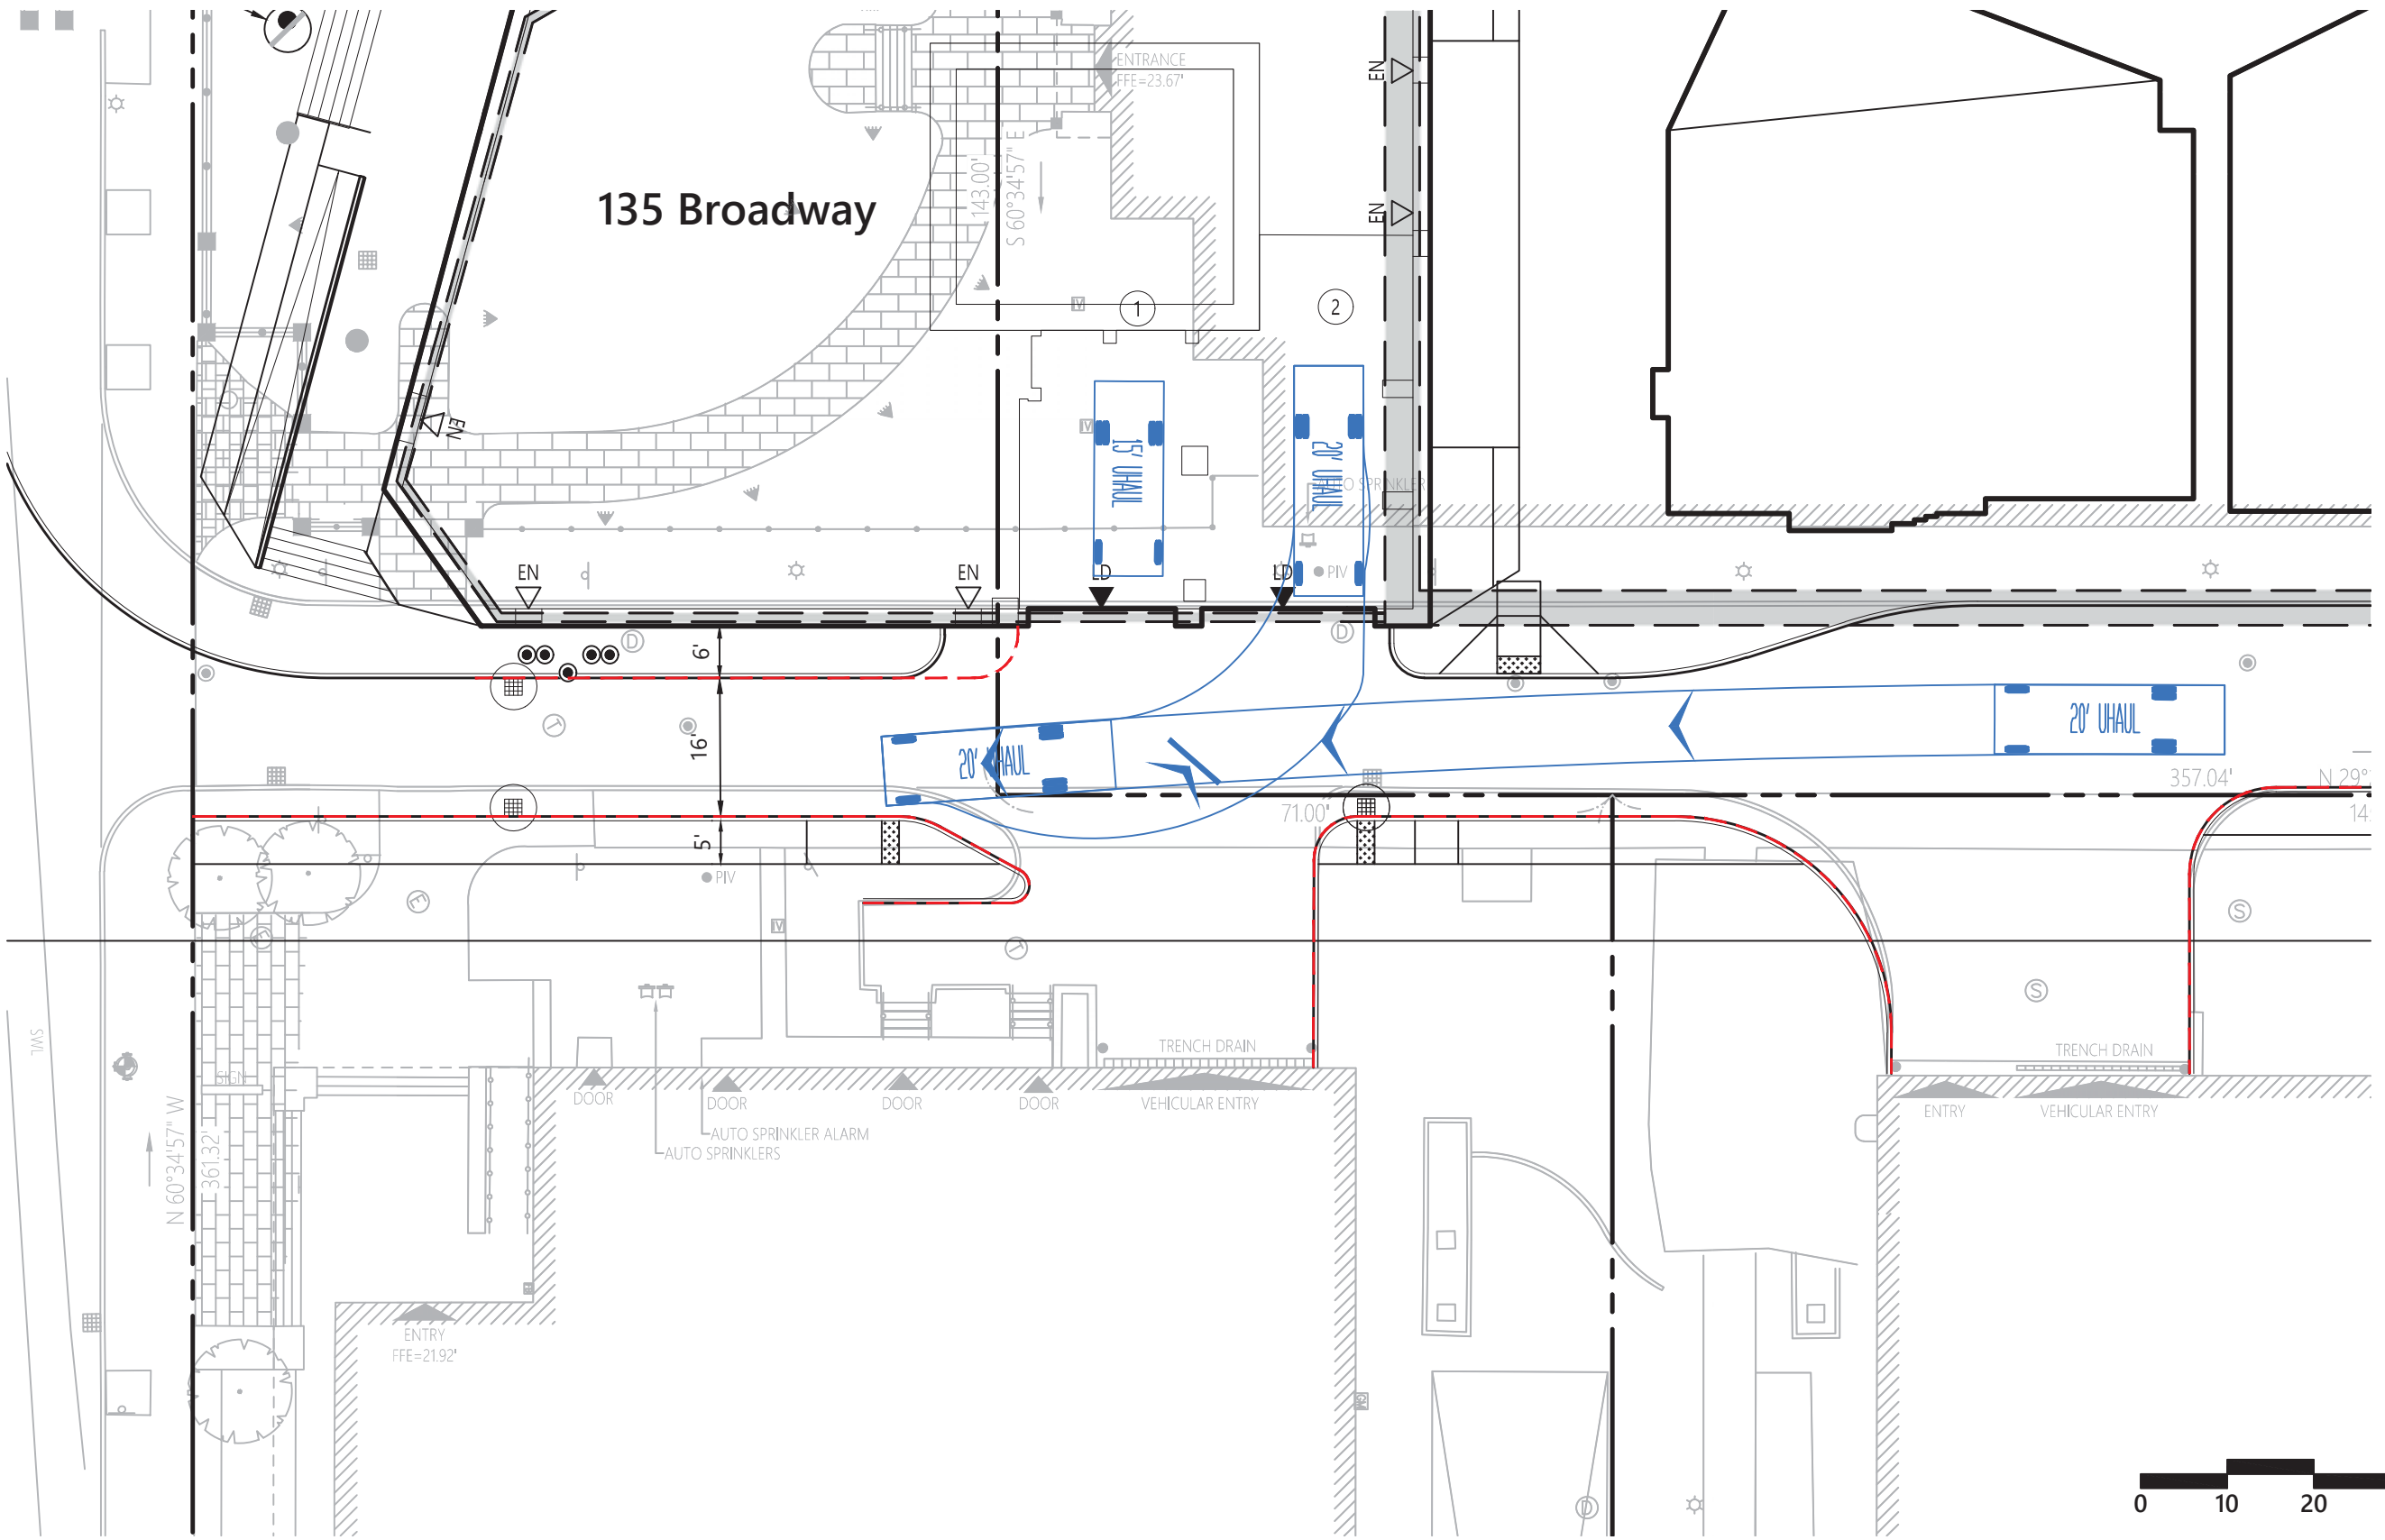 ENTRANCE
FFE=23.67'
EN
143.00'
S 60°34'57" E
135 Broadway
EN
1
2
EN
15' UHAUL
20' UHAUL
AUTO SPRINKLER
EN
EN
LD
LD
PIV
D
D
6'
T
16'
20' UHAUL
20' UHAUL
357.04'
N 29°
71.00'
14
5'
PIV
E
E
T
S
S
SWL
TRENCH DRAIN
TRENCH DRAIN
SIGN
DOOR
DOOR
DOOR
DOOR
VEHICULAR ENTRY
ENTRY
VEHICULAR ENTRY
AUTO SPRINKLER ALARM
AUTO SPRINKLERS
N 60°34'57" W
361.32'
ENTRY
FFE=21.92'
GM
D
0 10 20